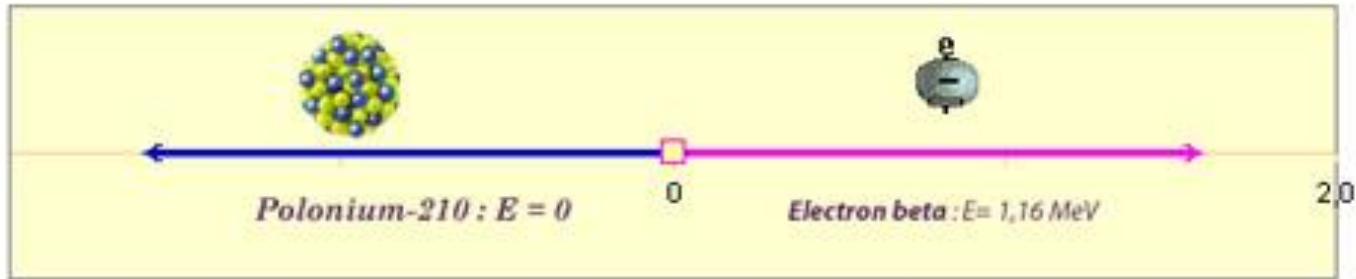 e
0
2,0
Polonium-210 : E = 0
Electron beta : E= 1,16 MeV